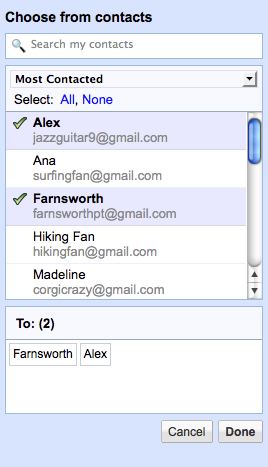 Choose from contacts
Search my contacts
Most Contacted
Select: All, None
Alex
jazzguitar9@gmail.com
Ana
surfingfan@gmail.com
Farnsworth
farnsworthpt@gmail.com
Hiking Fan
hikingfan@gmail.com
Madeline
corgicrazy@gmail.com
To: (2)
Farnsworth Alex
Cancel Done